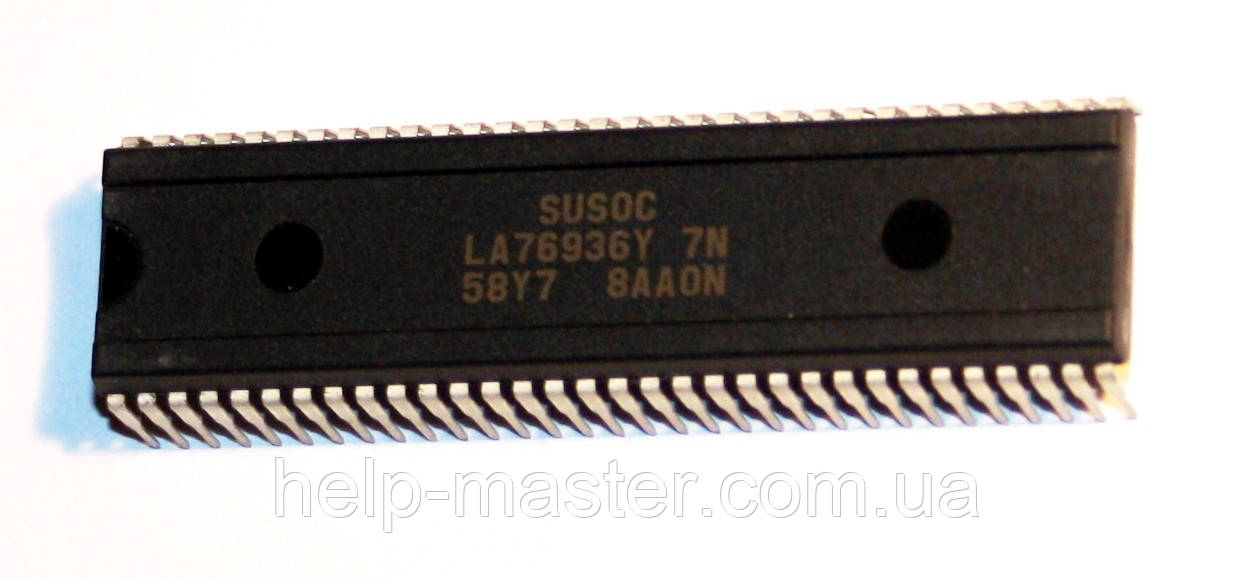 SUSOC
LA76936Y 7N
58Y7 8AA0N
help-master.com.ua